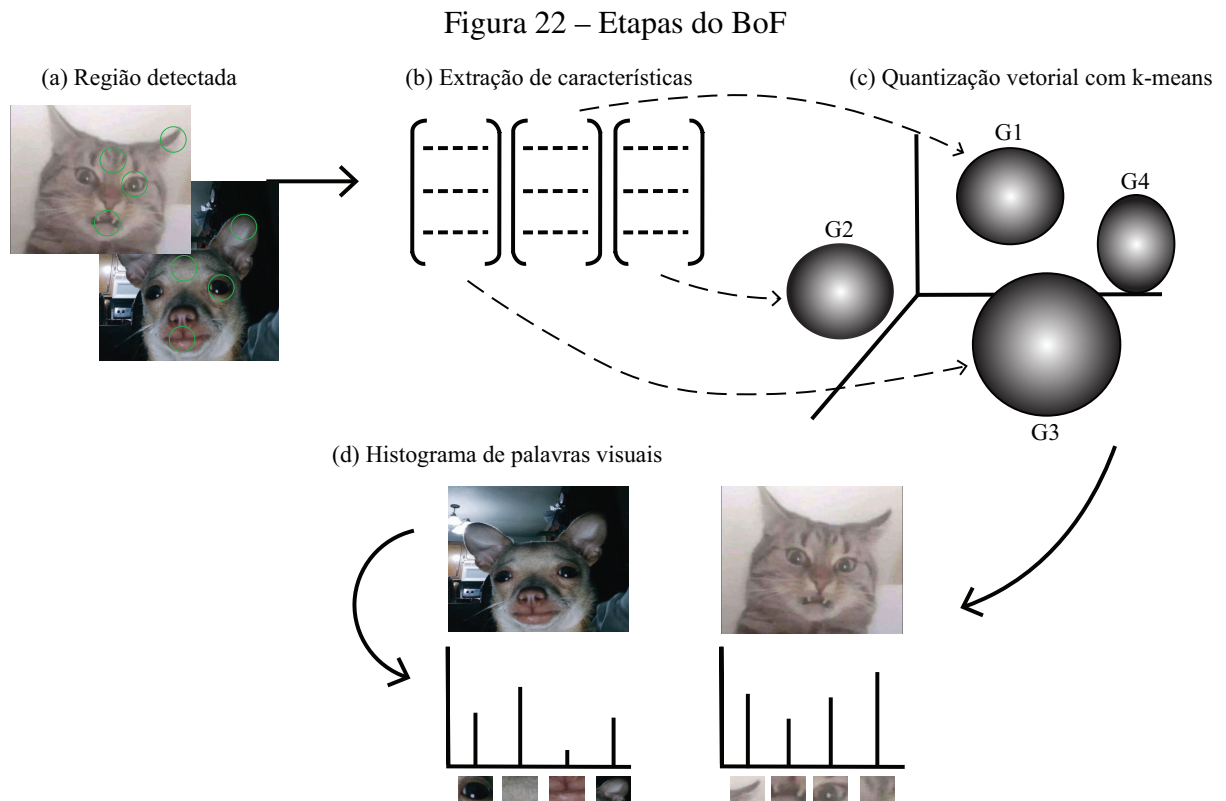 Figura 22 – Etapas do BoF
(a) Região detectada
(b) Extração de características
(c) Quantização vetorial com k-means
G1
G4
G2
G3
(d) Histograma de palavras visuais